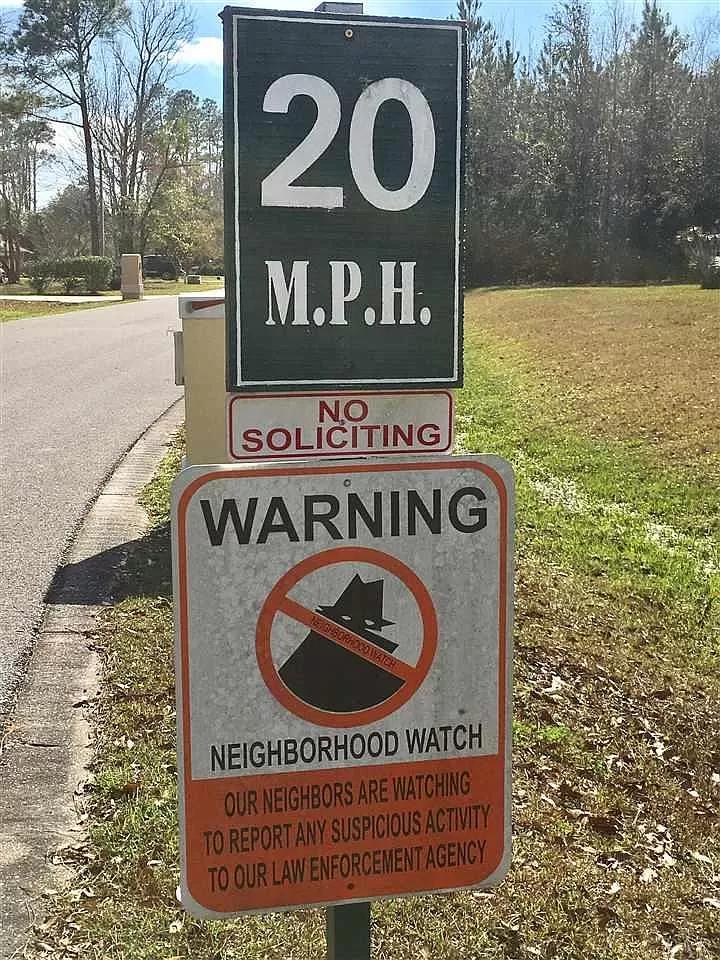 20
M.P.H.
NO
SOLICITING
WARNING
NEIGHBORHOOD WATCH
NEIGHBORHOOD WATCH
OUR NEIGHBORS ARE WATCHING
TO REPORT ANY SUSPICIOUS ACTIVITY
TO OUR LAW ENFORCEMENT AGENCY